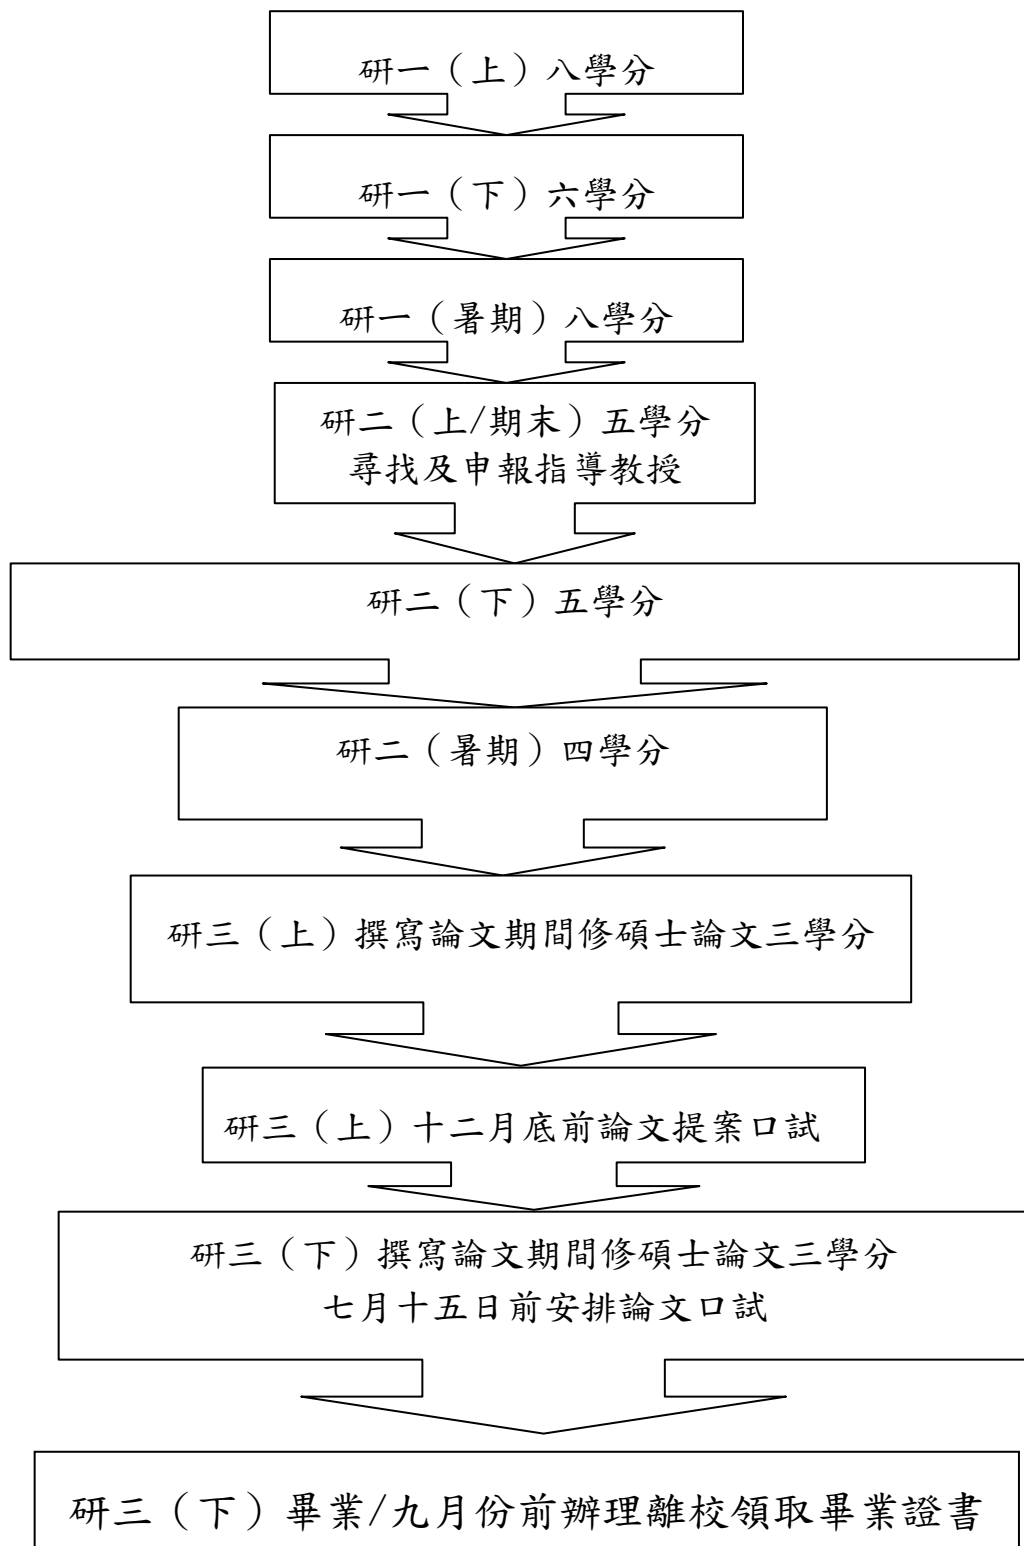 研一（上）八學分
研一（下）六學分
研一（暑期）八學分
研二（上/期末）五學分
尋找及申報指導教授
研二（下）五學分
研二（暑期）四學分
研三（上）撰寫論文期間修碩士論文三學分
研三（上）十二月底前論文提案口試
研三（下）撰寫論文期間修碩士論文三學分
七月十五日前安排論文口試
研三（下）畢業/九月份前辦理離校領取畢業證書